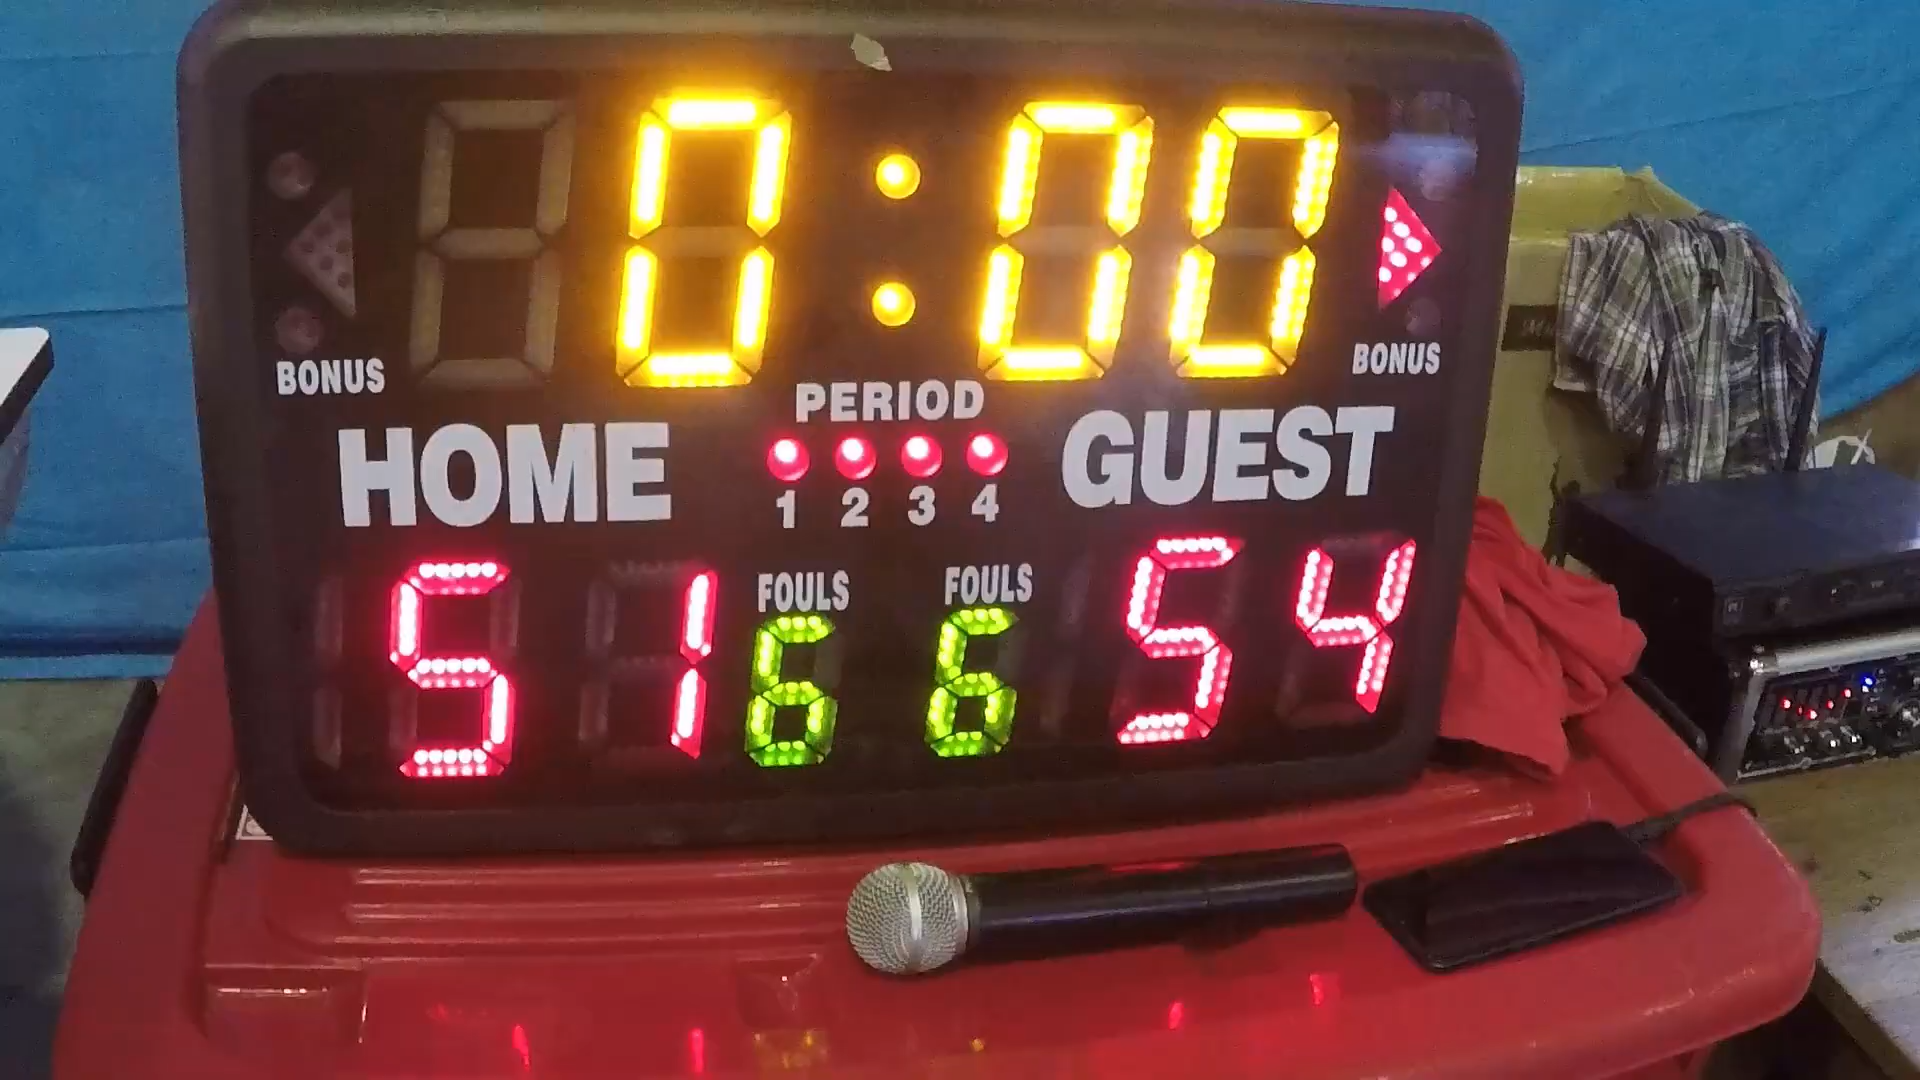 0:00
BONUS
BONUS
PERIOD
HOME
GUEST
1 2 3 4
FOULS
FOULS
51
6
6
54